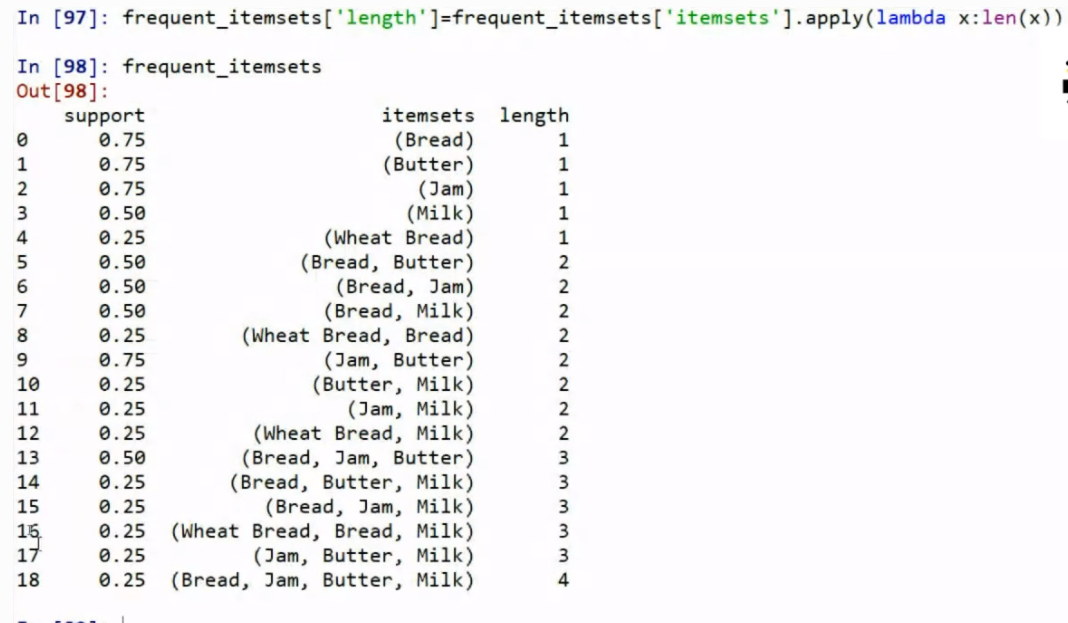 In [97]: frequent_itemsets['length']=frequent_itemsets['itemsets'].apply(lambda x:len(x))
In [98]: frequent_itemsets
Out[98]:
support itemsets length
0 0.75 (Bread) 1
1 0.75 (Butter) 1
2 0.75 (Jam) 1
3 0.50 (Milk) 1
4 0.25 (Wheat Bread) 1
5 0.50 (Bread, Butter) 2
6 0.50 (Bread, Jam) 2
7 0.50 (Bread, Milk) 2
8 0.25 (Wheat Bread, Bread) 2
9 0.75 (Jam, Butter) 2
10 0.25 (Butter, Milk) 2
11 0.25 (Jam, Milk) 2
12 0.25 (Wheat Bread, Milk) 2
13 0.50 (Bread, Jam, Butter) 3
14 0.25 (Bread, Butter, Milk) 3
15 0.25 (Bread, Jam, Milk) 3
16 0.25 (Wheat Bread, Bread, Milk) 3
17 0.25 (Jam, Butter, Milk) 3
18 0.25 (Bread, Jam, Butter, Milk) 4